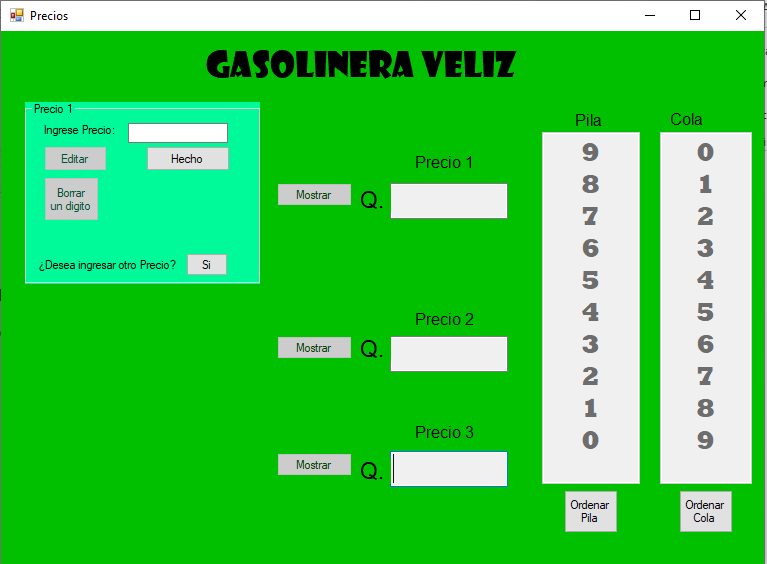 Precios
GASOLINERA VELIZ
Precio 1
Ingrese Precio:
Editar
Hecho
Borrar
un digito
¿Desea ingresar otro Precio?
Si
Precio 1
Mostrar
Q.
Precio 2
Mostrar
Q.
Precio 3
Mostrar
Q.
Pila
9
8
7
6
5
4
3
2
1
0
Ordenar
Pila
Cola
0
1
2
3
4
5
6
7
8
9
Ordenar
Cola